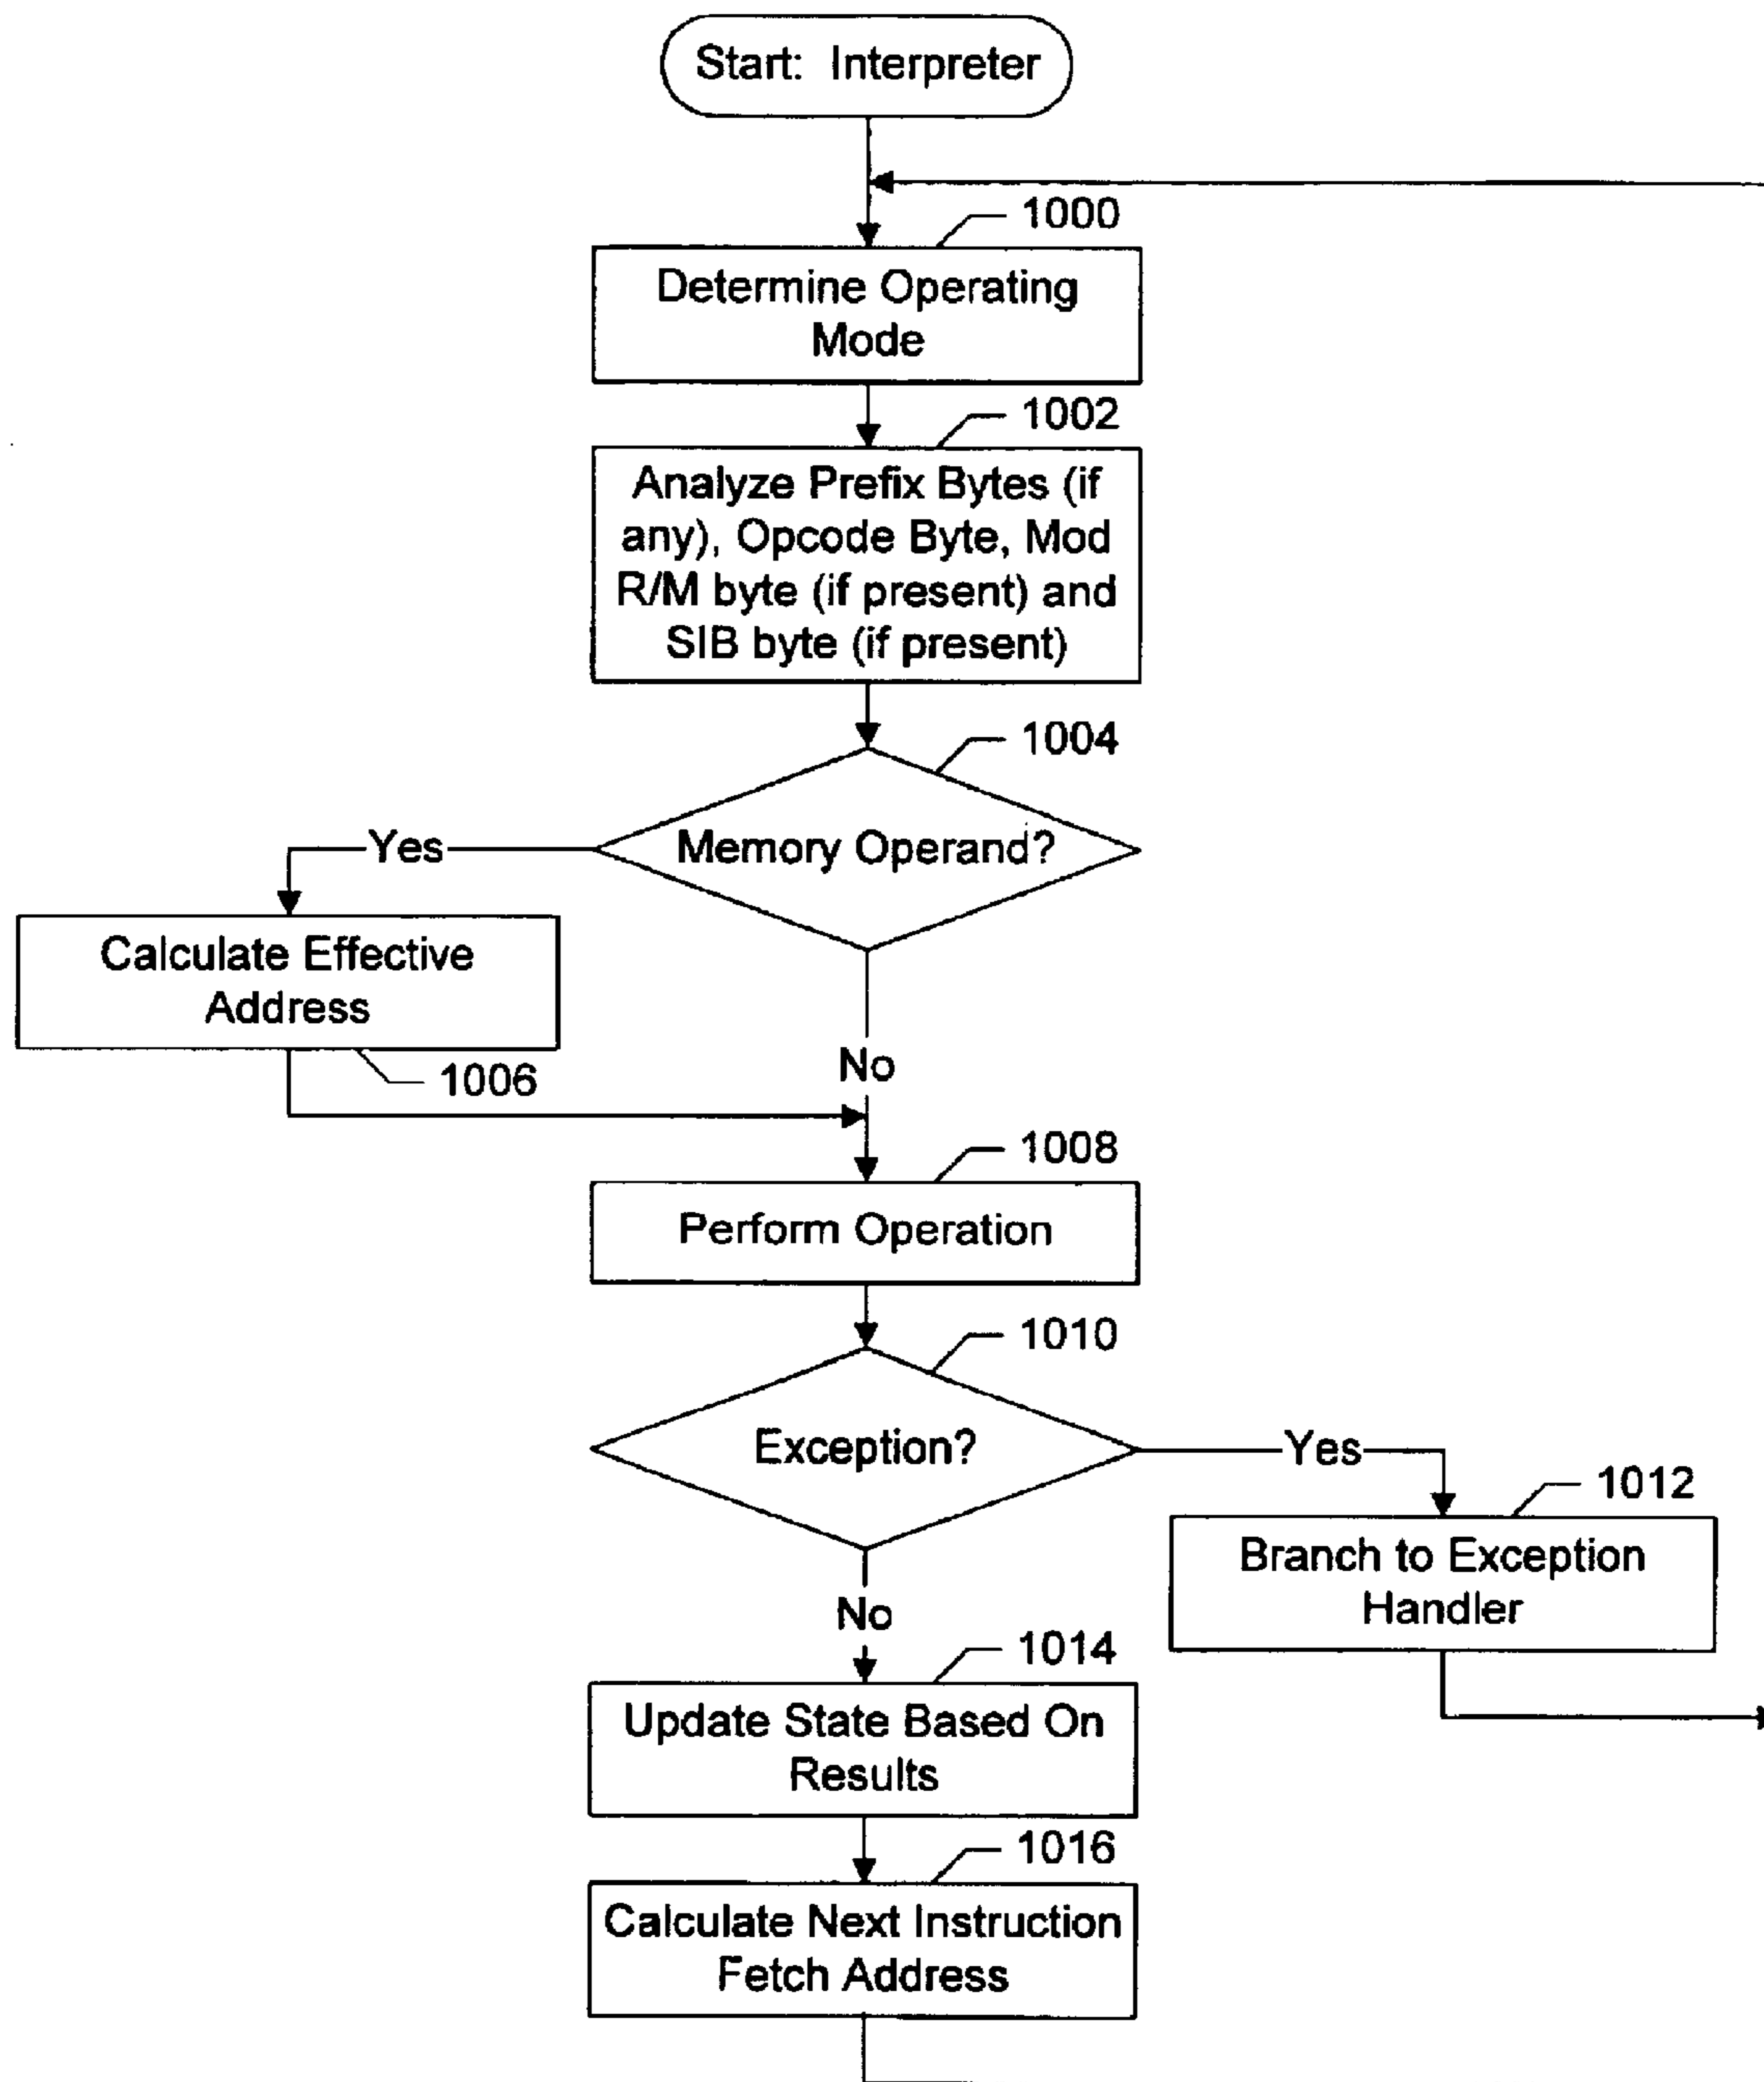 Start: Interpreter
1000
Determine Operating
Mode
1002
Analyze Prefix Bytes (if
any), Opcode Byte, Mod
R/M byte (if present) and
SIB byte (if present)
1004
Memory Operand?
Yes
Calculate Effective
Address
1006
No
1008
Perform Operation
1010
Exception?
Yes
1012
Branch to Exception
Handler
No
1014
Update State Based On
Results
1016
Calculate Next Instruction
Fetch Address